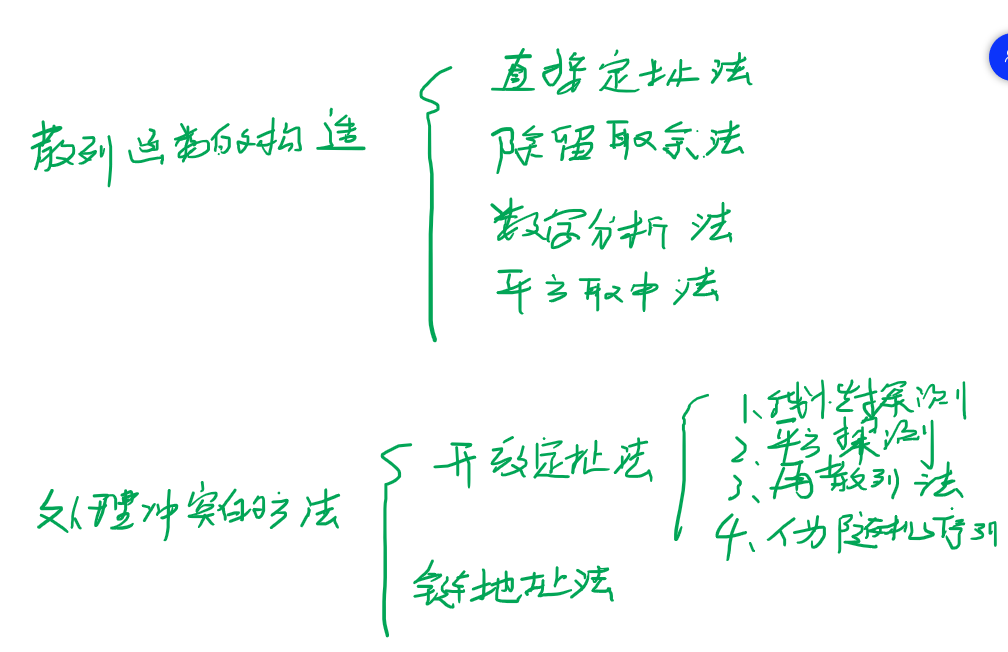 散列函数的构造
直接定址法
除留取余法
数字分析法
平方取中法
处理冲突的方法
开放定址法
1、线性探测
2、平方探测
3、再散列法
4、伪随机序列
链地址法